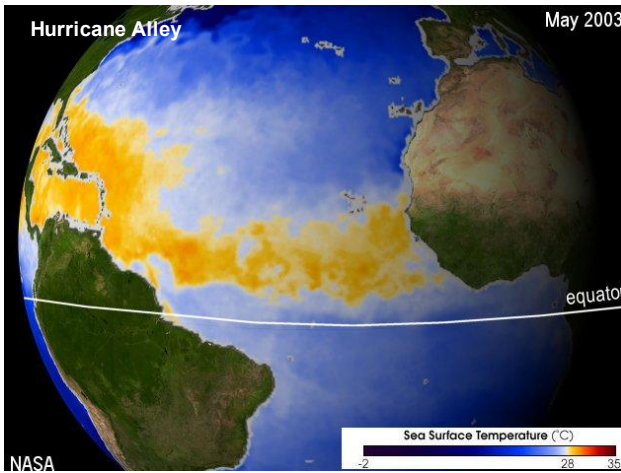 Hurricane Alley
May 2003
equator
Sea Surface Temperature (°C)
-2 28 35
NASA